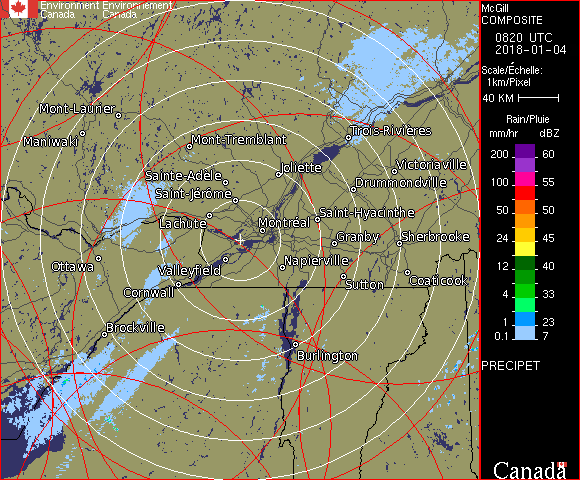 Environment Environnement
Canada Canada
McGill
COMPOSITE
0820 UTC
2018-01-04
Scale/Échelle:
1km/Pixel
40 KM
Rain/Pluie
mm/hr dBZ
200 60
150 57
100 55
50 50
24 45
12 40
4 33
1 23
0.1 7
PRECIPET
Canada
Mont-Laurier
Maniwaki
Mont-Tremblant
Trois-Rivières
Joliette
Victoriaville
Sainte-Adèle
Drummondville
Saint-Jérôme
Saint-Hyacinthe
Lachute
Montréal
Granby
Sherbrooke
Ottawa
Valleyfield
Napierville
Cornwall
Sutton
Coaticook
Brockville
Burlington